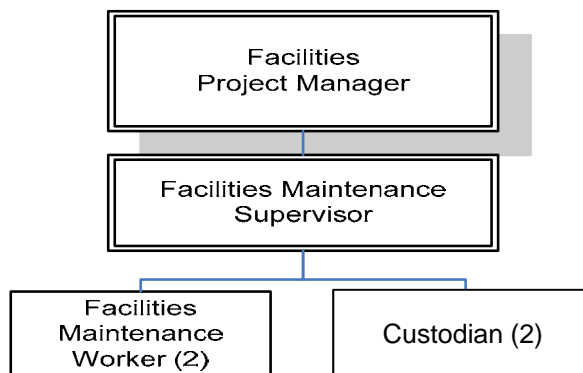 Facilities
Project Manager
Facilities Maintenance
Supervisor
Facilities
Maintenance
Worker (2)
Custodian (2)